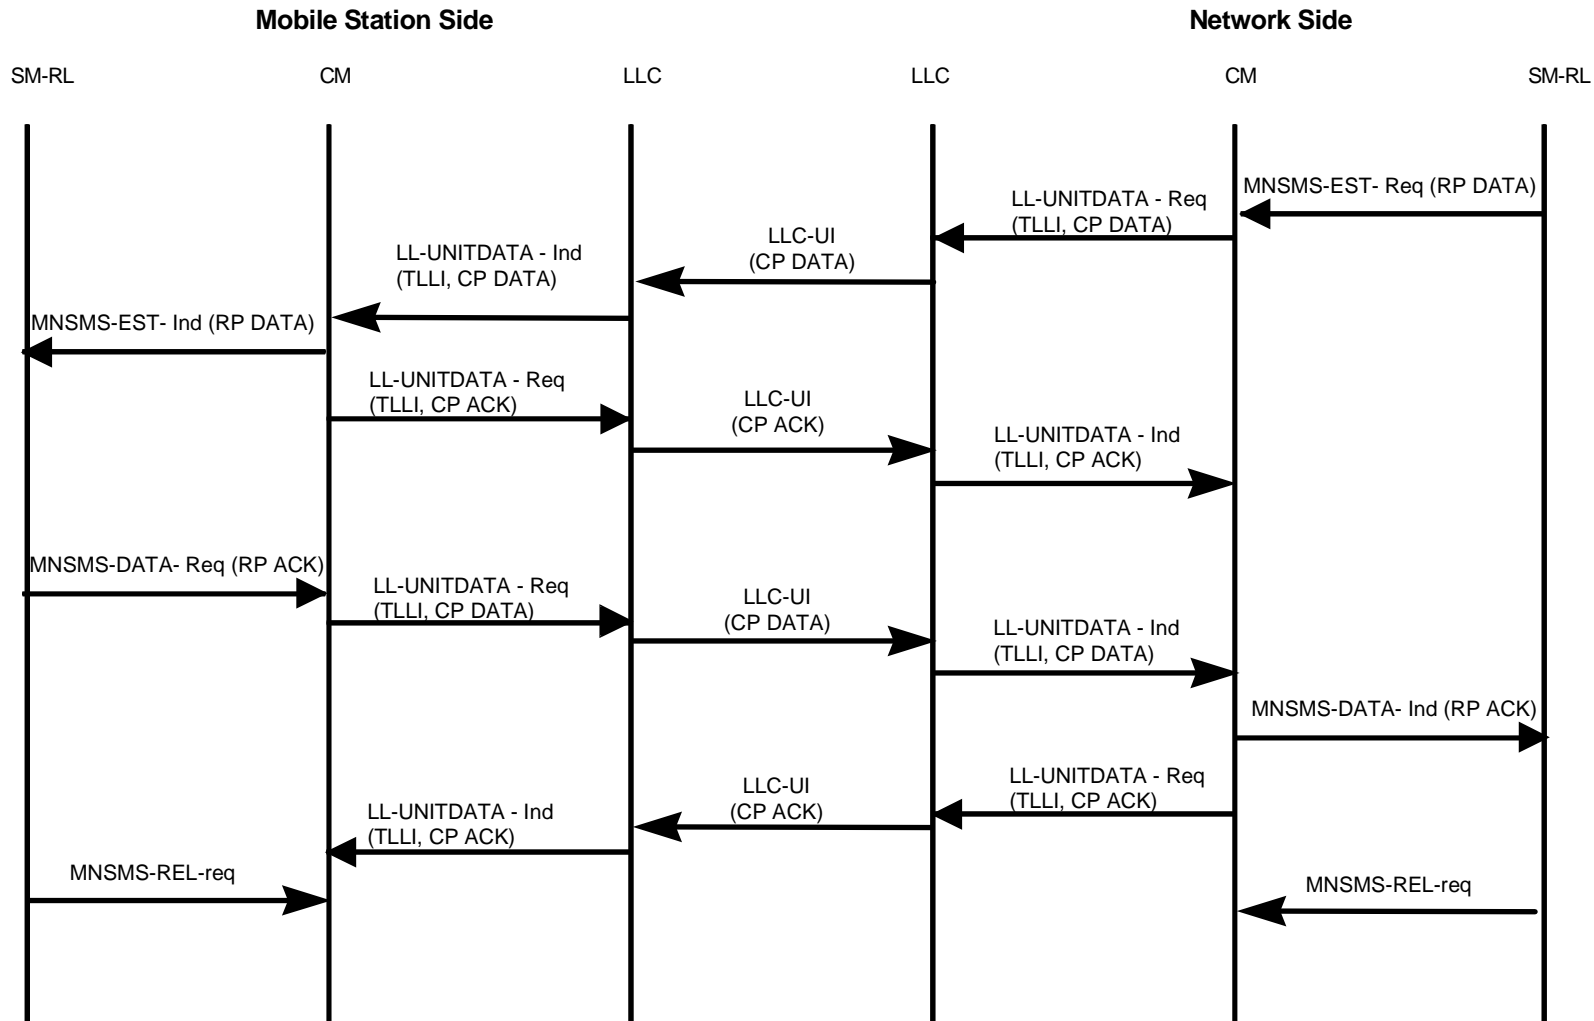 Mobile Station Side
Network Side
SM-RL
CM
LLC
LLC
CM
SM-RL
MNSMS-EST- Req (RP DATA)
LL-UNITDATA - Req
(TLLI, CP DATA)
LLC-UI
(CP DATA)
LL-UNITDATA - Ind
(TLLI, CP DATA)
MNSMS-EST- Ind (RP DATA)
LL-UNITDATA - Req
(TLLI, CP ACK)
LLC-UI
(CP ACK)
LL-UNITDATA - Ind
(TLLI, CP ACK)
MNSMS-DATA- Req (RP ACK)
LL-UNITDATA - Req
(TLLI, CP DATA)
LLC-UI
(CP DATA)
LL-UNITDATA - Ind
(TLLI, CP DATA)
MNSMS-DATA- Ind (RP ACK)
LL-UNITDATA - Req
(TLLI, CP ACK)
LLC-UI
(CP ACK)
LL-UNITDATA - Ind
(TLLI, CP ACK)
MNSMS-REL-req
MNSMS-REL-req